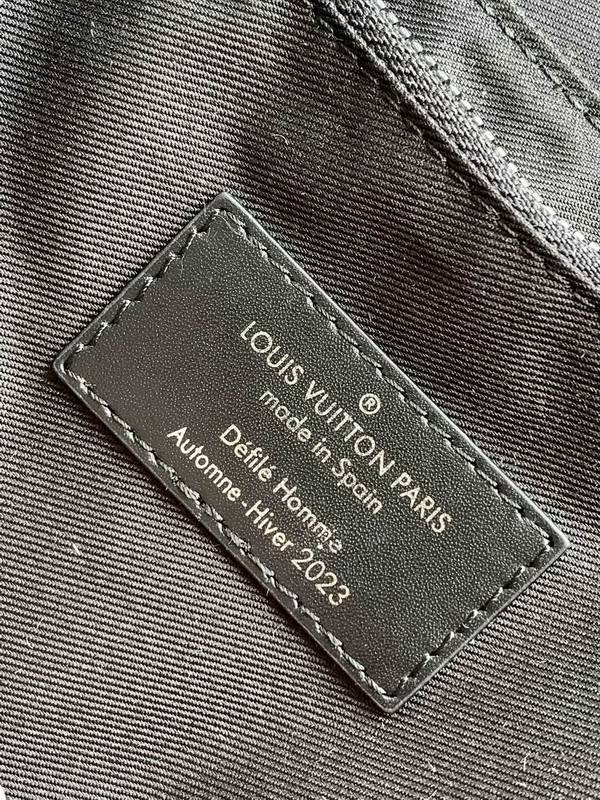 ®
LOUIS VUITTON PARIS
made in Spain
Défilé Homme
Automne - Hiver 2023